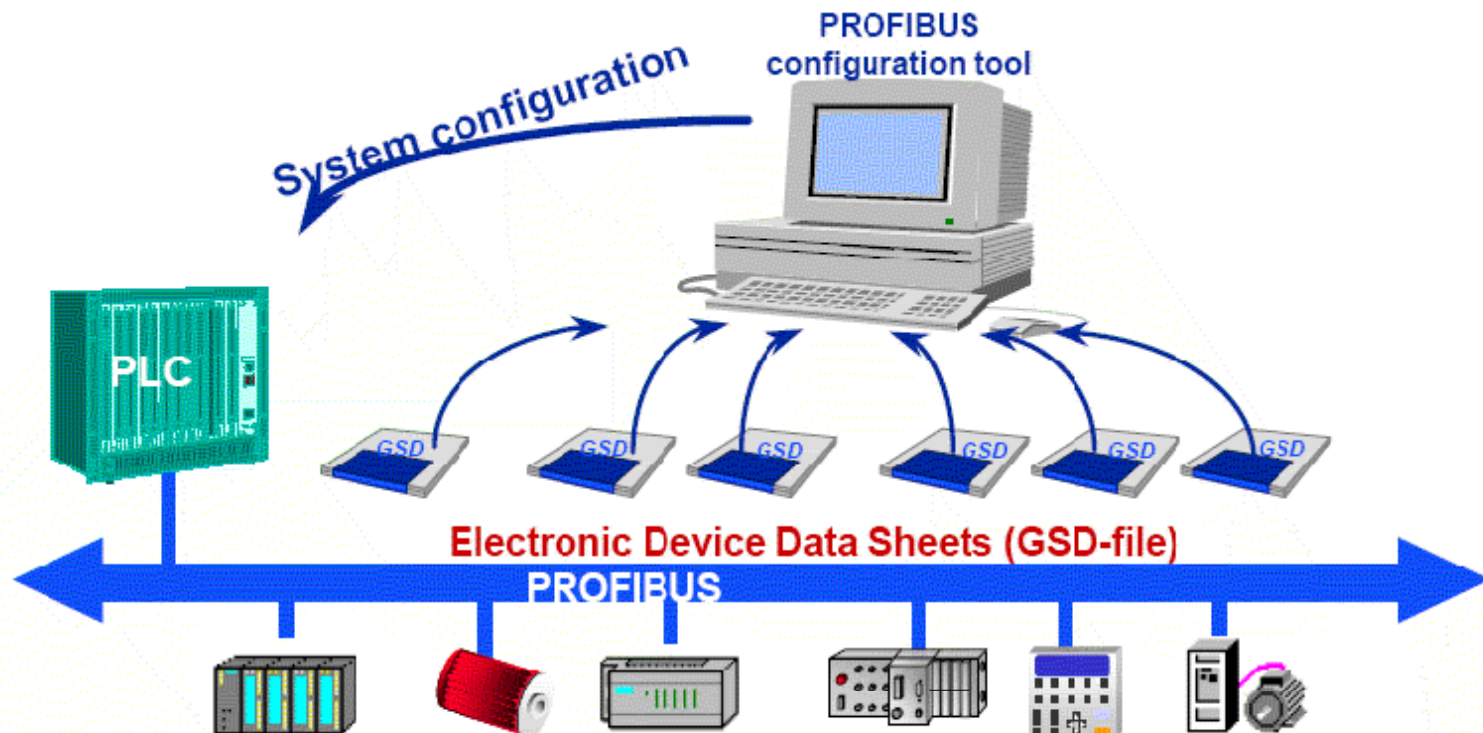 PROFIBUS
configuration tool
System configuration
PLC
GSD
GSD
GSD
GSD
GSD
GSD
Electronic Device Data Sheets (GSD-file)
PROFIBUS